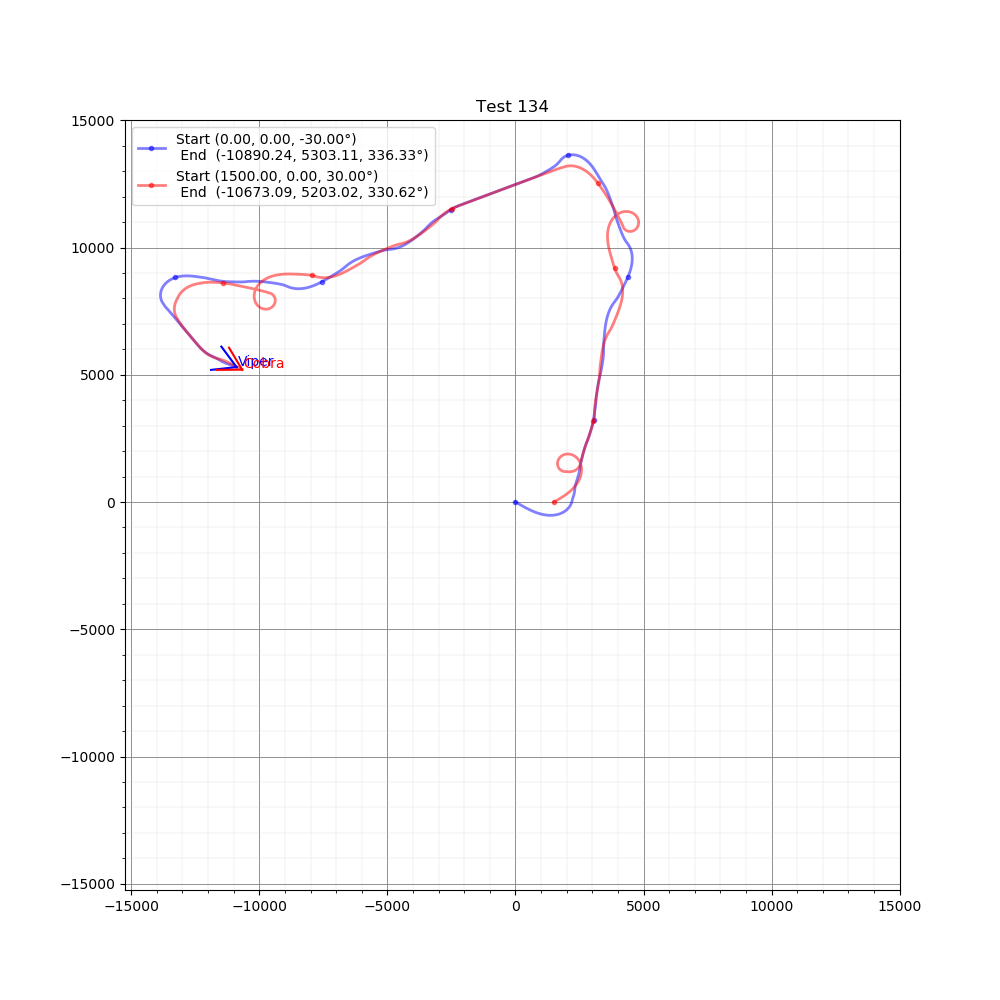 Test 134
Start (0.00, 0.00, -30.00°)
End (-10890.24, 5303.11, 336.33°)
Start (1500.00, 0.00, 30.00°)
End (-10673.09, 5203.02, 330.62°)
15000
10000
5000
0
−5000
−10000
−15000
Viper
Cobra
−15000 −10000 −5000 0 5000 10000 15000